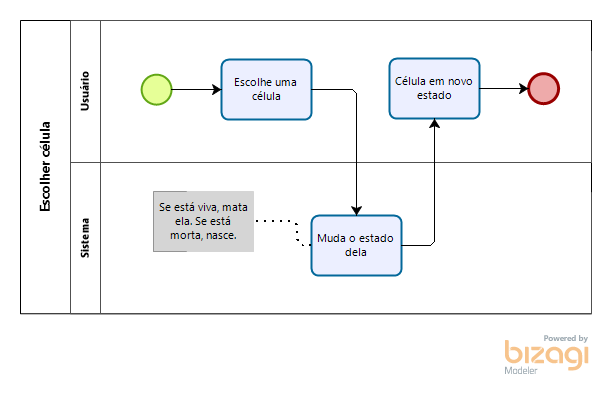 Escolher célula
Usuário
Escolhe uma
célula
Célula em novo
estado
Sistema
Se está viva, mata
ela. Se está
morta, nasce.
Muda o estado
dela
Powered by
bizagi
Modeler